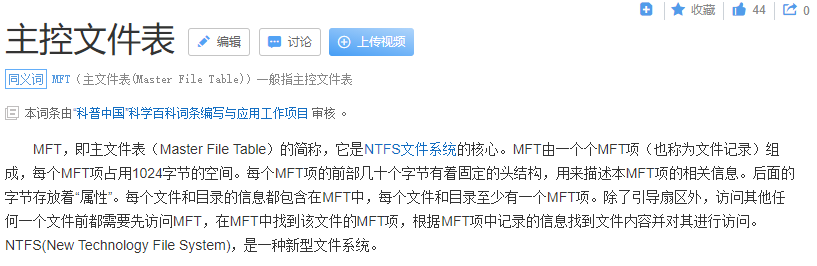 收藏 44 0
主控文件表 编辑 讨论 上传视频
同义词 MFT（主文件表(Master File Table)）一般指主控文件表
本词条由“科普中国”科学百科词条编写与应用工作项目 审核 。
MFT，即主文件表（Master File Table）的简称，它是NTFS文件系统的核心。MFT由一个个MFT项（也称为文件记录）组
成，每个MFT项占用1024字节的空间。每个MFT项的前部几十个字节有着固定的头结构，用来描述本MFT项的相关信息。后面的
字节存放着“属性”。每个文件和目录的信息都包含在MFT中，每个文件和目录至少有一个MFT项。除了引导扇区外，访问其他任
何一个文件前都需要先访问MFT，在MFT中找到该文件的MFT项，根据MFT项中记录的信息找到文件内容并对其进行访问。
NTFS(New Technology File System)，是一种新型文件系统。